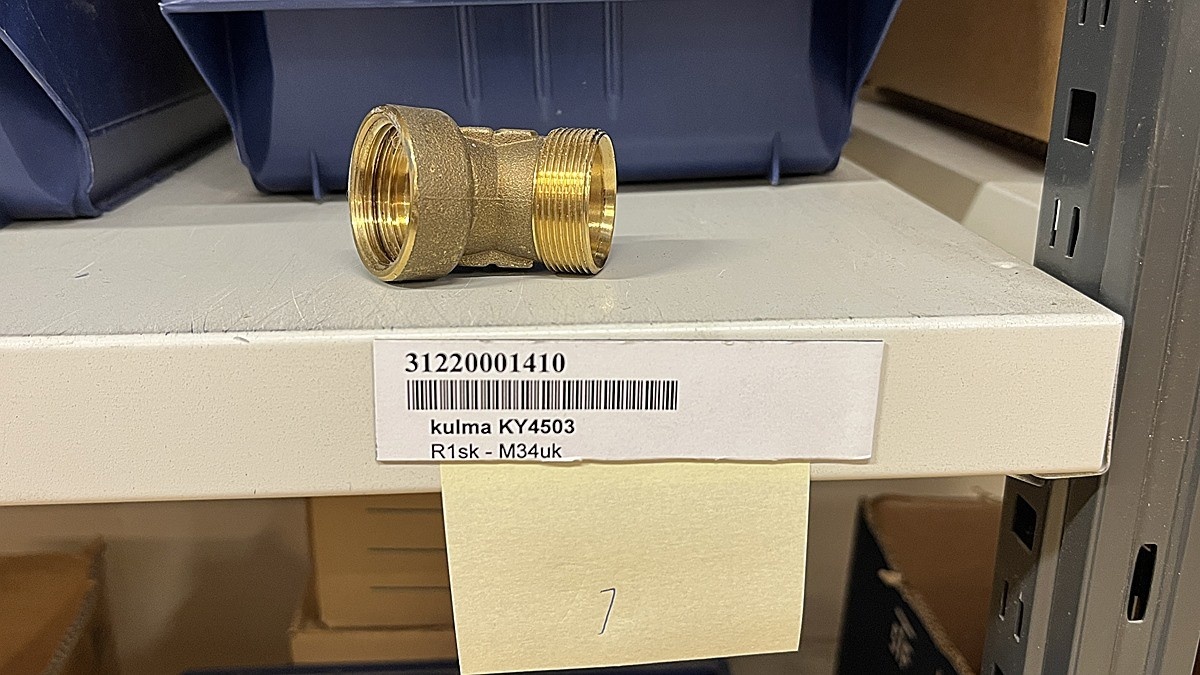 31220001410
kulma KY4503
R1sk - M34uk
7